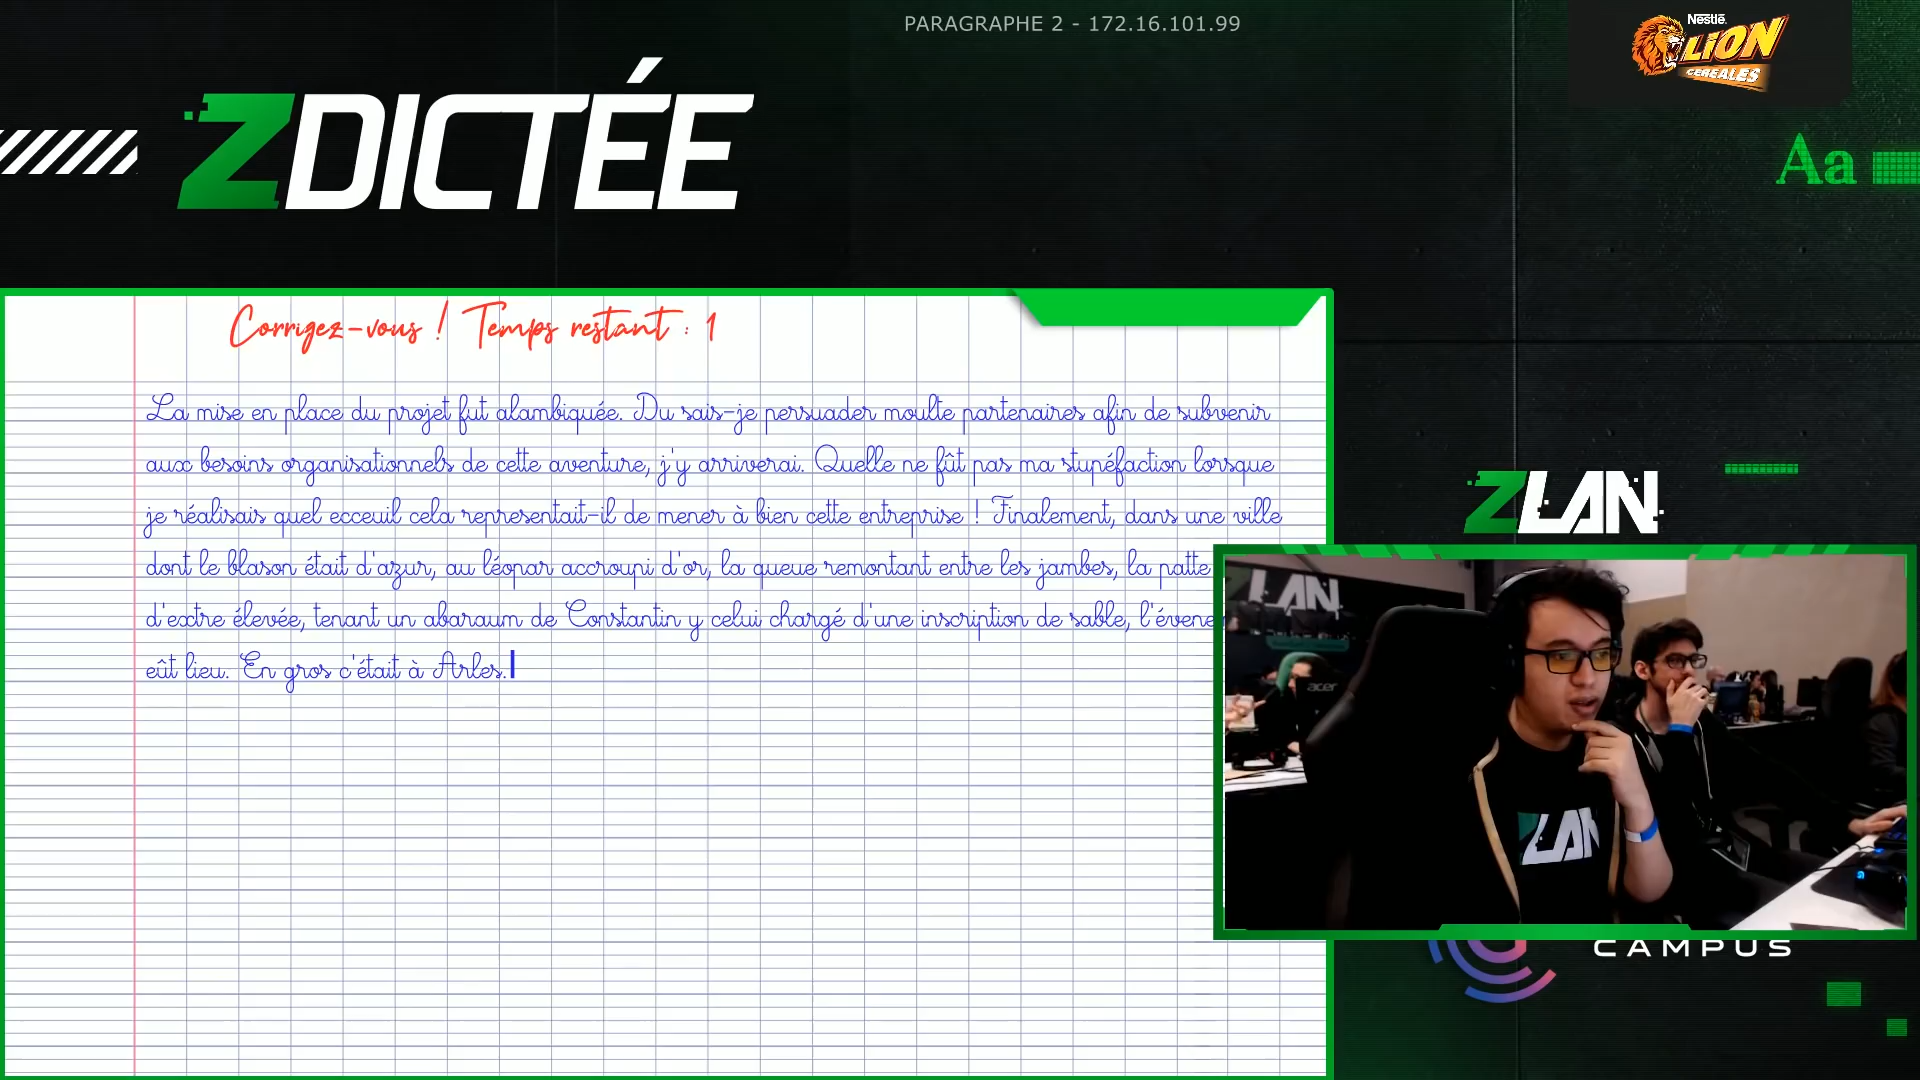 PARAGRAPHE 2 - 172.16.101.99
Nestlé
LION
CEREALES
ZDICTÉE
Aa
Corrigez-vous ! Temps restant : 1
La mise en place du projet fut alambiquée. Du sais-je persuader moulte partenaires afin de subvenir
aux besoins organisationnels de cette aventure, j'y arriverai. Quelle ne fût pas ma stupéfaction lorsque
je réalisais quel ecceuil cela representait-il de mener à bien cette entreprise ! Finalement, dans une ville
dont le blason était d'azur, au léopar accroupi d'or, la queue remontant entre les jambes, la patte
d'extre élevée, tenant un abaraum de Constantin y celui chargé d'une inscription de sable, l'évene
eût lieu. En gros c'était à Arles.
ZLAN
ZLAN
acer
ZLAN
CAMPUS